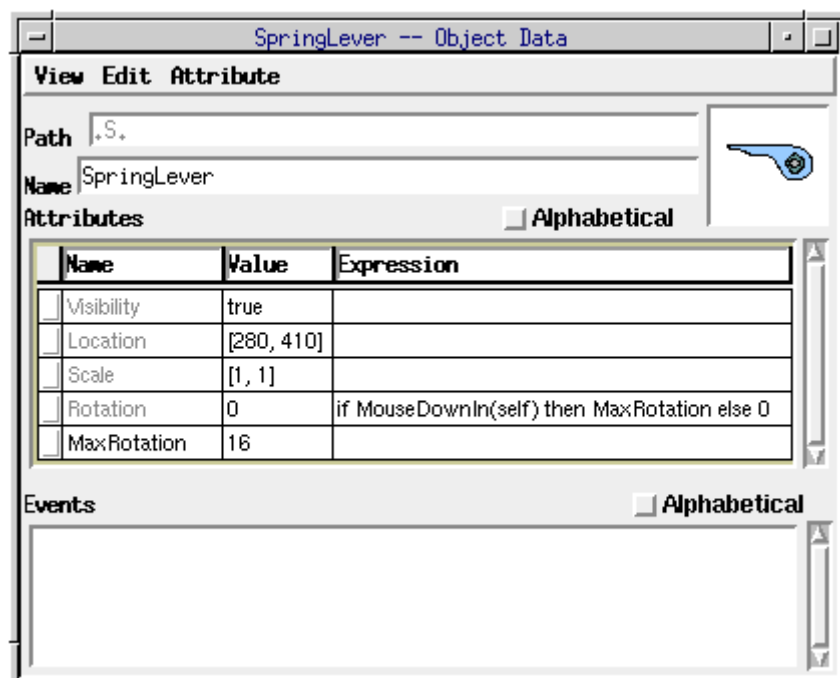 SpringLever -- Object Data
View Edit Attribute
Path .S.
Name SpringLever
Attributes Alphabetical
Name Value Expression
Visibility true
Location [280, 410]
Scale [1, 1]
Rotation 0 if MouseDownIn(self) then MaxRotation else 0
MaxRotation 16
Events Alphabetical